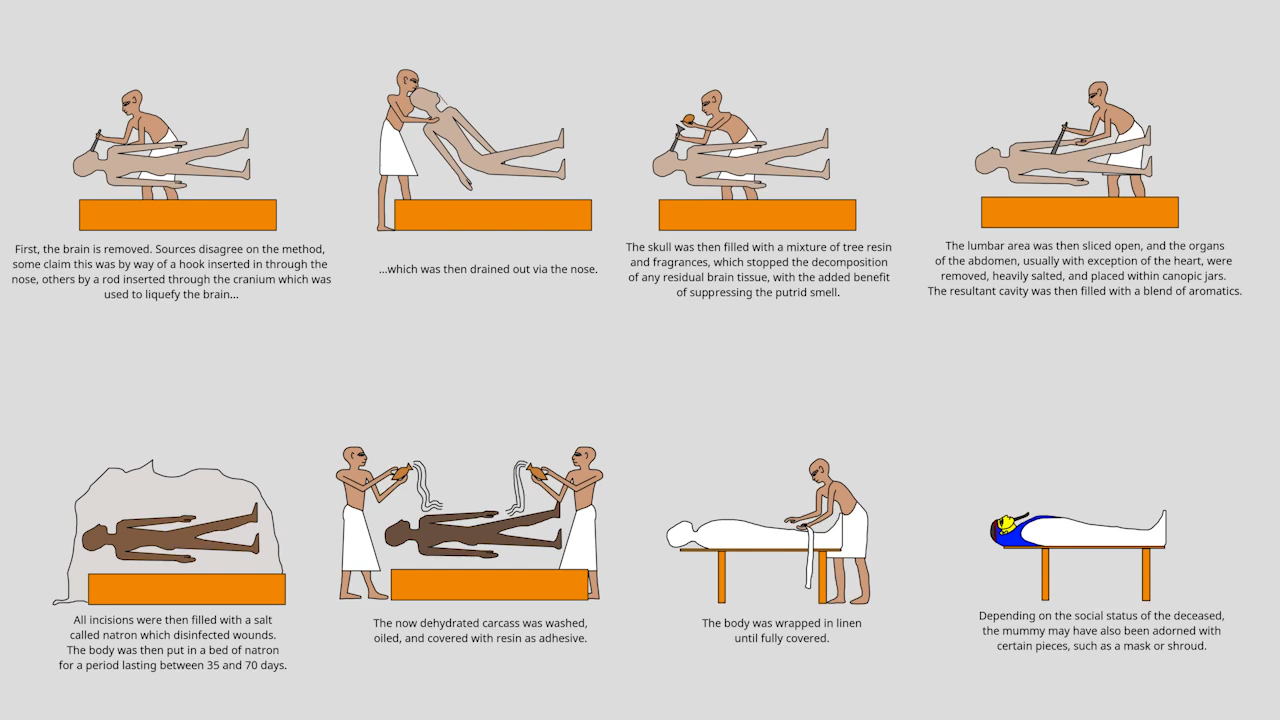 First, the brain is removed. Sources disagree on the method,
some claim this was by way of a hook inserted in through the
nose, others by a rod inserted through the cranium which was
used to liquefy the brain...
...which was then drained out via the nose.
The skull was then filled with a mixture of tree resin
and fragrances, which stopped the decomposition
of any residual brain tissue, with the added benefit
of suppressing the putrid smell.
The lumbar area was then sliced open, and the organs
of the abdomen, usually with exception of the heart, were
removed, heavily salted, and placed within canopic jars.
The resultant cavity was then filled with a blend of aromatics.
All incisions were then filled with a salt
called natron which disinfected wounds.
The body was then put in a bed of natron
for a period lasting between 35 and 70 days.
The now dehydrated carcass was washed,
oiled, and covered with resin as adhesive.
The body was wrapped in linen
until fully covered.
Depending on the social status of the deceased,
the mummy may have also been adorned with
certain pieces, such as a mask or shroud.